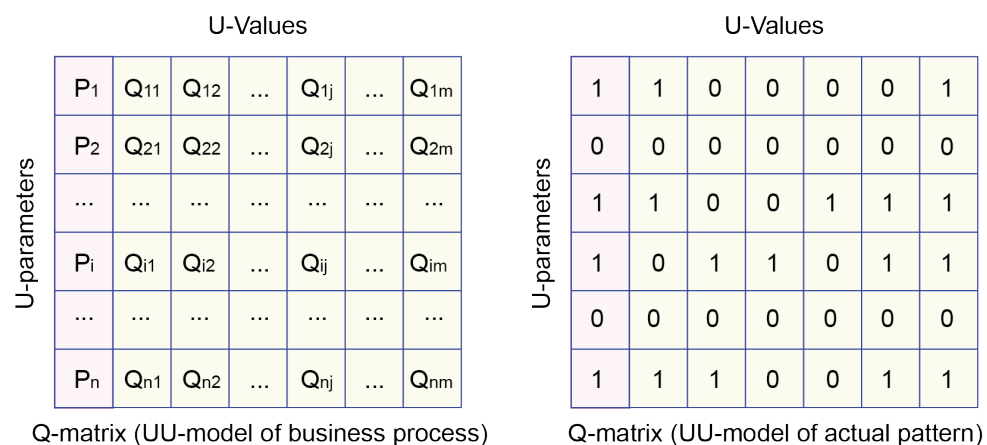 U-Values
U-Values
U-parameters
P1 Q11 Q12 ... Q1j ... Q1m
P2 Q21 Q22 ... Q2j ... Q2m
... ... ... ... ... ... ...
Pi Qi1 Qi2 ... Qij ... Qim
... ... ... ... ... ... ...
Pn Qn1 Qn2 ... Qnj ... Qnm
Q-matrix (UU-model of business process)
U-parameters
1 1 0 0 0 0 1
0 0 0 0 0 0 0
1 1 0 0 1 1 1
1 0 1 1 0 1 1
0 0 0 0 0 0 0
1 1 1 0 0 1 1
Q-matrix (UU-model of actual pattern)